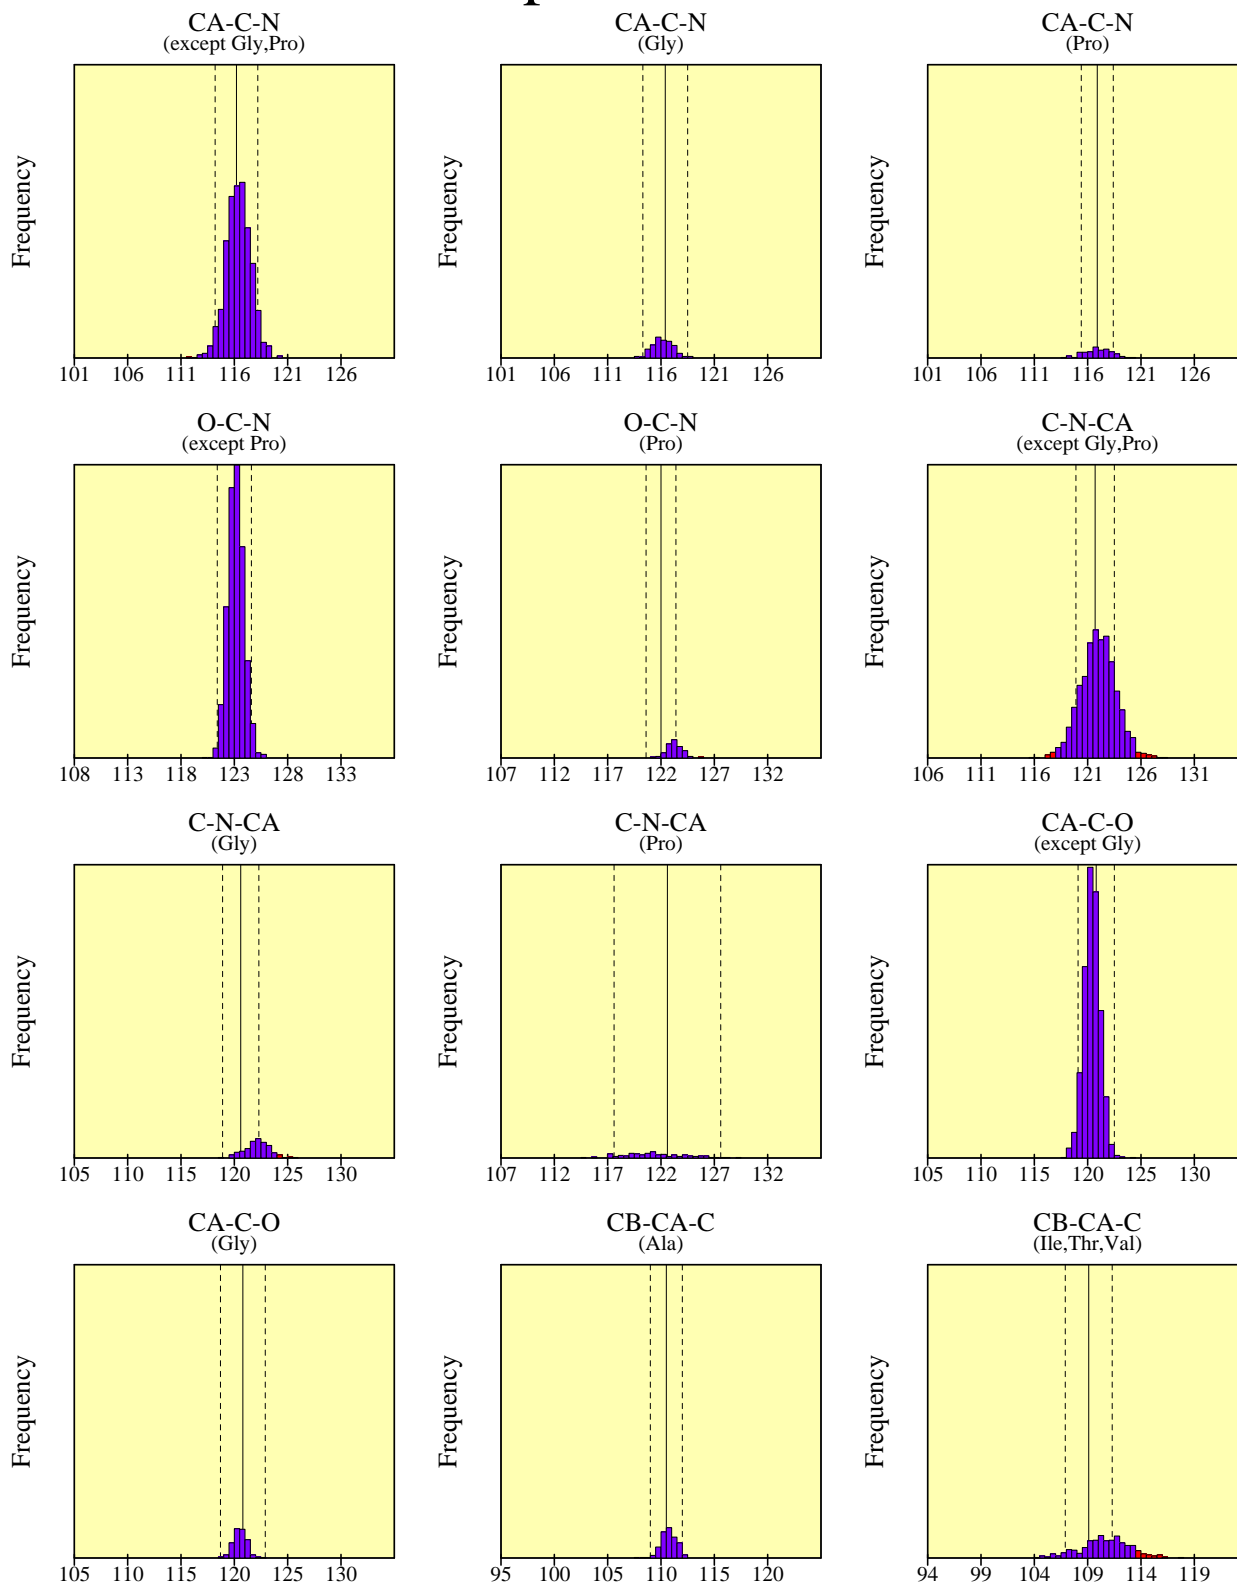 CA-C-N
(except Gly,Pro)
CA-C-N
(Gly)
CA-C-N
(Pro)
Frequency
Frequency
Frequency
101 106 111 116 121 126
101 106 111 116 121 126
101 106 111 116 121 126
O-C-N
(except Pro)
O-C-N
(Pro)
C-N-CA
(except Gly,Pro)
Frequency
Frequency
Frequency
108 113 118 123 128 133
107 112 117 122 127 132
106 111 116 121 126 131
C-N-CA
(Gly)
C-N-CA
(Pro)
CA-C-O
(except Gly)
Frequency
Frequency
Frequency
105 110 115 120 125 130
107 112 117 122 127 132
105 110 115 120 125 130
CA-C-O
(Gly)
CB-CA-C
(Ala)
CB-CA-C
(Ile,Thr,Val)
Frequency
Frequency
Frequency
105 110 115 120 125 130
95 100 105 110 115 120
94 99 104 109 114 119